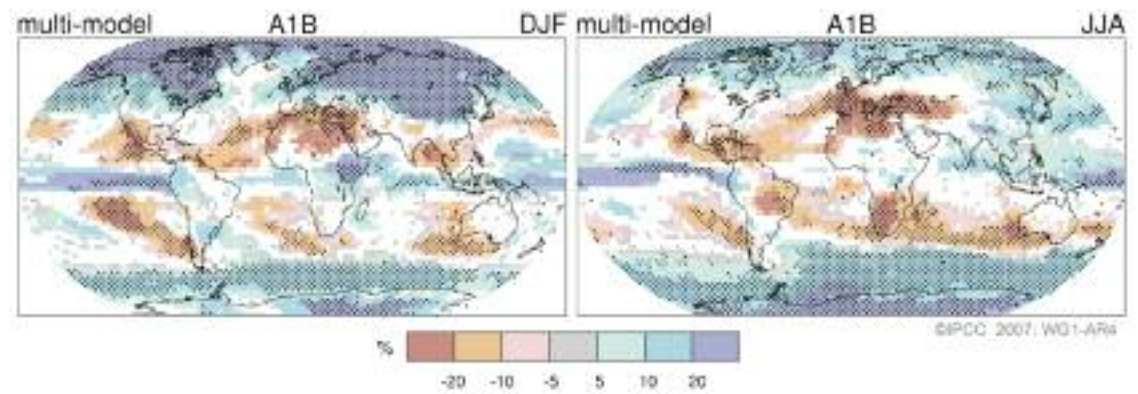 multi-model A1B DJF
multi-model A1B JJA
©IPCC 2007: WG1-AR4
%
-20 -10 -5 5 10 20